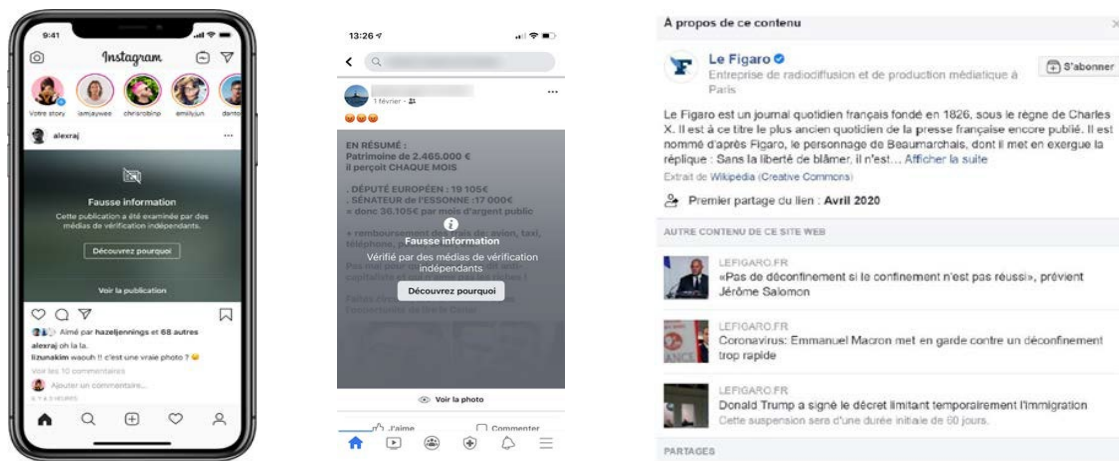 9:41
Instagram
Votre story
iamjaywee
chrisrobinp
emilyjun
alexraj
Fausse information
Cette publication a été examinée par des
médias de vérification indépendants.
Découvrez pourquoi
Voir la publication
Aimé par hazeljennings et 68 autres
alexraj oh la la.
lizunakim waouh !! c'est une vraie photo ?
Voir les 10 commentaires
Ajouter un commentaire...
13:26
1 février
EN RÉSUMÉ :
Patrimoine de 2.465.000 €
il perçoit CHAQUE MOIS
. DÉPUTÉ EUROPÉEN : 19 105€
. SÉNATEUR de l'ESSONNE :17 000€
= donc 36.105€ par mois d'argent public
+ remboursement des frais de: avion, taxi,
téléphone,
Fausse information
Vérifié par des médias de vérification
indépendants
Découvrez pourquoi
Voir la photo
J'aime
Commenter
À propos de ce contenu
Le Figaro
Entreprise de radiodiffusion et de production médiatique à
Paris
S'abonner
Le Figaro est un journal quotidien français fondé en 1826, sous le règne de Charles
X. Il est à ce titre le plus ancien quotidien de la presse française encore publié. Il est
nommé d'après Figaro, le personnage de Beaumarchais, dont il met en exergue la
réplique : Sans la liberté de blâmer, il n'est... Afficher la suite
Extrait de Wikipédia (Creative Commons)
Premier partage du lien : Avril 2020
AUTRE CONTENU DE CE SITE WEB
LEFIGARO.FR
«Pas de déconfinement si le confinement n'est pas réussi», prévient
Jérôme Salomon
LEFIGARO.FR
Coronavirus: Emmanuel Macron met en garde contre un déconfinement
trop rapide
LEFIGARO.FR
Donald Trump a signé le décret limitant temporairement l'immigration
Cette suspension sera d'une durée initiale de 60 jours.
PARTAGES